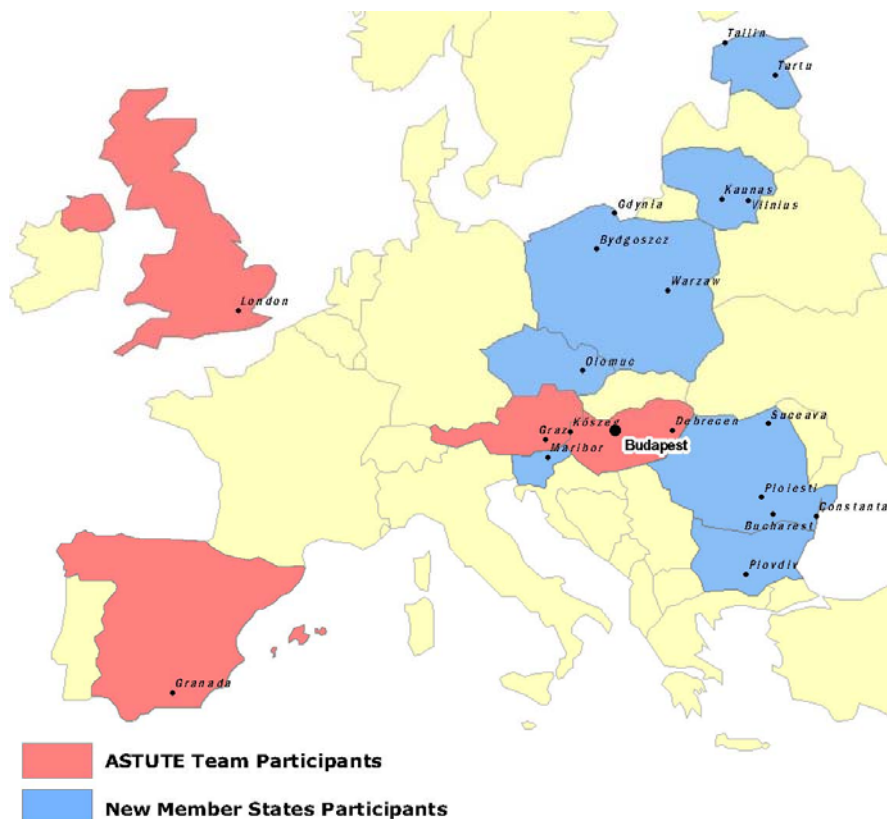 Tallin
Tartu
Kaunas
Vilnius
Gdynia
Bydgoszcz
Warzaw
London
Olomuc
Suceava
Kőszeg
Debrecen
Graz
Budapest
Maribor
Ploiesti
Constanta
Bucharest
Plovdiv
Granada
ASTUTE Team Participants
New Member States Participants